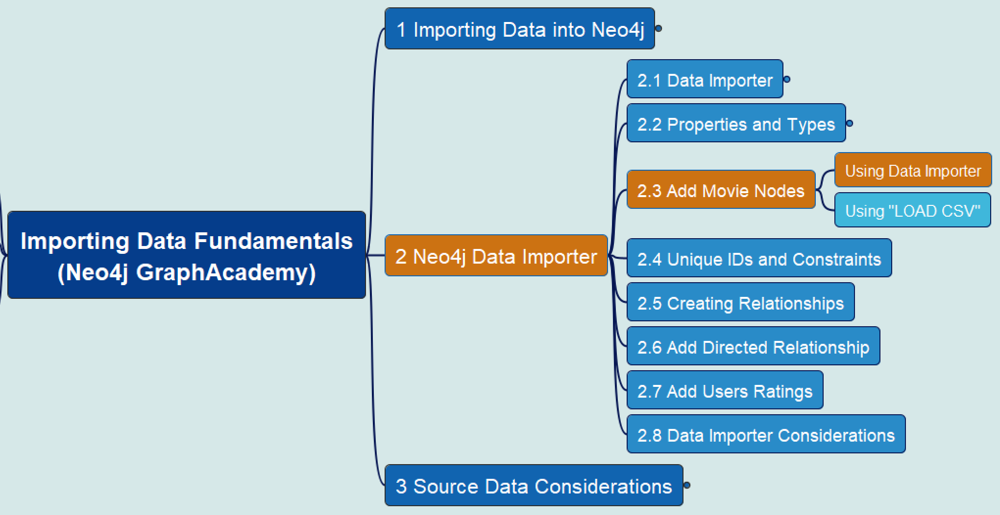 1 Importing Data into Neo4j
2.1 Data Importer
2.2 Properties and Types
Using Data Importer
2.3 Add Movie Nodes
Using "LOAD CSV"
Importing Data Fundamentals
(Neo4j GraphAcademy)
2 Neo4j Data Importer
2.4 Unique IDs and Constraints
2.5 Creating Relationships
2.6 Add Directed Relationship
2.7 Add Users Ratings
2.8 Data Importer Considerations
3 Source Data Considerations